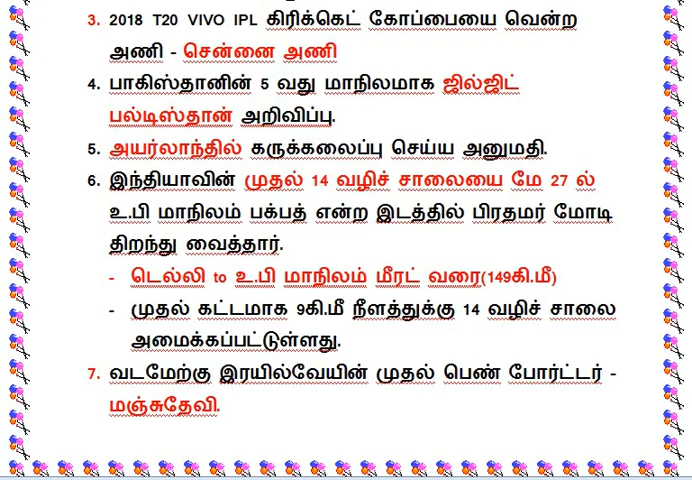 3. 2018 T20 VIVO IPL கிரிக்கெட் கோப்பையை வென்ற
அணி - சென்னை அணி
4. பாகிஸ்தானின் 5 வது மாநிலமாக ஜில்ஜிட்
பல்டிஸ்தான் அறிவிப்பு.
5. அயர்லாந்தில் கருக்கலைப்பு செய்ய அனுமதி.
6. இந்தியாவின் முதல் 14 வழிச் சாலையை மே 27 ல்
உ.பி மாநிலம் பக்பத் என்ற இடத்தில் பிரதமர் மோடி
திறந்து வைத்தார்.
- டெல்லி to உ.பி மாநிலம் மீரட் வரை(149கி.மீ)
- முதல் கட்டமாக 9கி.மீ நீளத்துக்கு 14 வழிச் சாலை
அமைக்கப்பட்டுள்ளது.
7. வடமேற்கு இரயில்வேயின் முதல் பெண் போர்ட்டர் -
மஞ்சுதேவி.